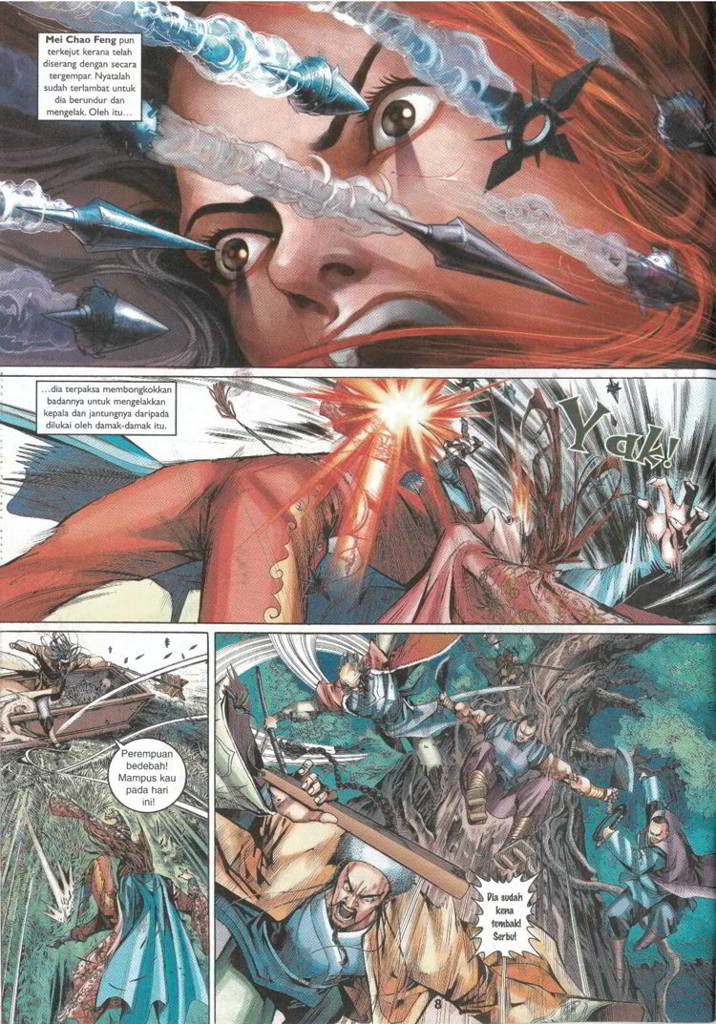 Mei Chao Feng pun
terkejut kerana telah
diserang dengan secara
tergempar. Nyatalah
sudah terlambat untuk
dia berundur dan
mengelak. Oleh itu...
...dia terpaksa membongkokkan
badannya untuk mengelakkan
kepala dan jantungnya daripada
dilukai oleh damak-damak itu.
Yak!
Perempuan
bedebah!
Mampus kau
pada hari
ini!
Dia sudah
kena
tembak!
Serbu!
8